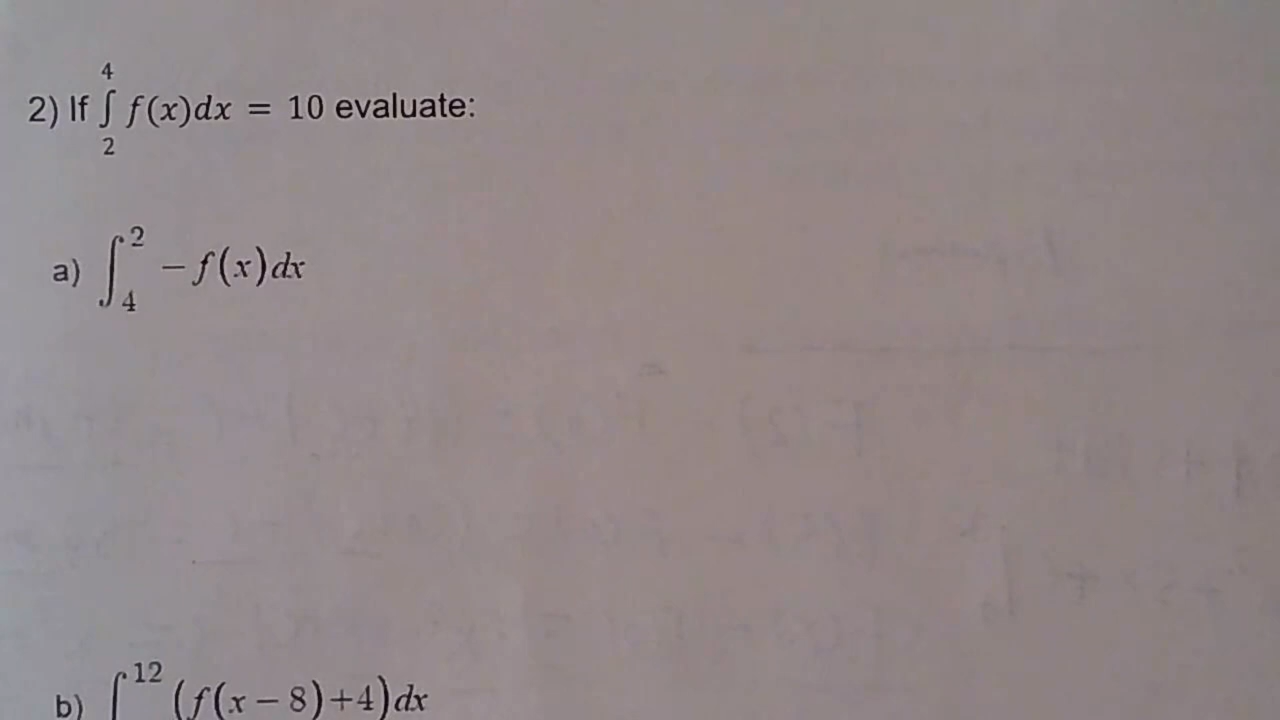 2) If ∫₂⁴ f(x)dx = 10 evaluate:
a) ∫₄² −f(x)dx
b) ∫¹² (f(x−8)+4)dx